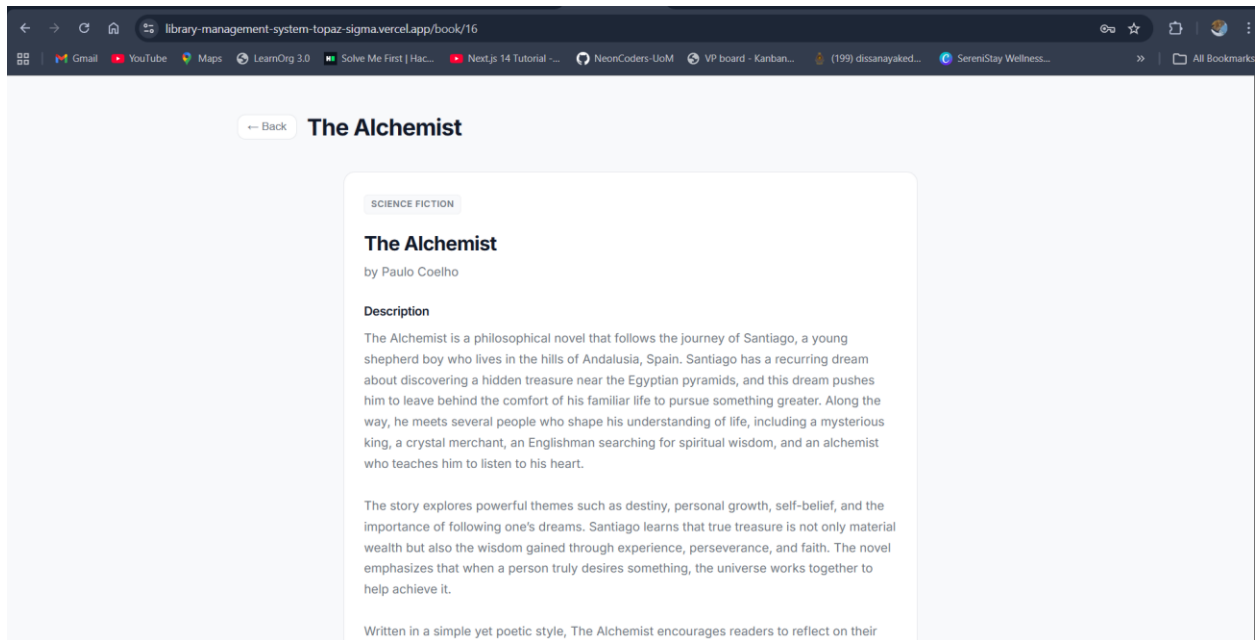 library-management-system-topaz-sigma.vercel.app/book/16
Gmail YouTube Maps LearnOrg 3.0 Solve Me First | Hac... Next.js 14 Tutorial -... NeonCoders-UoM VP board - Kanban... (199) dissanayaked... SereniStay Wellness... » All Bookmarks
← Back The Alchemist
SCIENCE FICTION
The Alchemist
by Paulo Coelho
Description
The Alchemist is a philosophical novel that follows the journey of Santiago, a young
shepherd boy who lives in the hills of Andalusia, Spain. Santiago has a recurring dream
about discovering a hidden treasure near the Egyptian pyramids, and this dream pushes
him to leave behind the comfort of his familiar life to pursue something greater. Along the
way, he meets several people who shape his understanding of life, including a mysterious
king, a crystal merchant, an Englishman searching for spiritual wisdom, and an alchemist
who teaches him to listen to his heart.
The story explores powerful themes such as destiny, personal growth, self-belief, and the
importance of following one’s dreams. Santiago learns that true treasure is not only material
wealth but also the wisdom gained through experience, perseverance, and faith. The novel
emphasizes that when a person truly desires something, the universe works together to
help achieve it.
Written in a simple yet poetic style, The Alchemist encourages readers to reflect on their